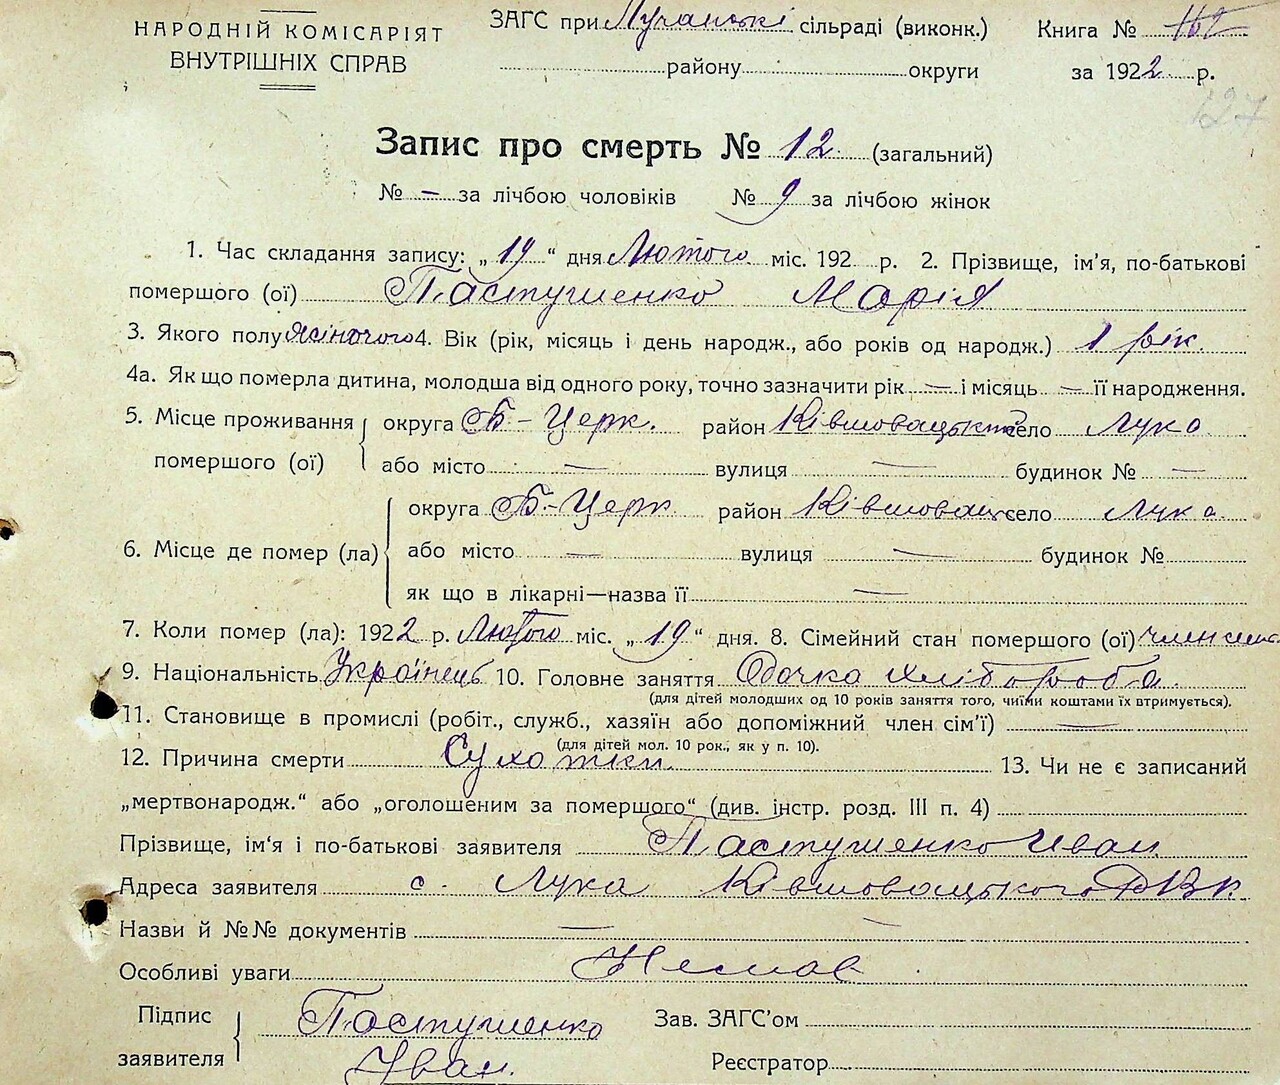 НАРОДНІЙ КОМІСАРІЯТ
ВНУТРІШНІХ СПРАВ
ЗАГС при Лучанські сільраді (виконк.)
району округи
Книга №
за 1922 р.
127
Запис про смерть № 12 (загальний)
№ — за лічбою чоловіків № 9 за лічбою жінок
1. Час складання запису: „ 19 “ дня Лютого міс. 192 р. 2. Прізвище, ім'я, по-батькові
помершого (ої) Пастушенко Марія
3. Якого полу жіночого 4. Вік (рік, місяць і день народж., або років од народж.) 1 рік.
4а. Як що померла дитина, молодша від одного року, точно зазначити рік — і місяць — її народження.
5. Місце проживання помершого (ої) округа Б-Церк. район село Лука
або місто — вулиця — будинок № —
6. Місце де помер (ла) округа Б-Церк район село Лука
або місто — вулиця — будинок №
як що в лікарні—назва її —
7. Коли помер (ла): 1922 р. Лютого міс. „ 19 “ дня. 8. Сімейний стан помершого (ої) член
9. Національність Українець 10. Головне заняття Дочка хлібороба
(для дітей молодших од 10 років заняття того, чиїми коштами їх втримується).
11. Становище в промислі (робіт., служб., хазяїн або допоміжний член сім'ї) —
(для дітей мол. 10 рок., як у п. 10).
12. Причина смерти Сухотки. 13. Чи не є записаний
„мертвонародж.“ або „оголошеним за помершого“ (див. інстр. розд. III п. 4)
Прізвище, ім'я і по-батькові заявителя Пастушенко Іван
Адреса заявителя с. Лука РВК.
Назви й №№ документів —
Особливі уваги Немає
Підпис заявителя Пастушенко
Іван.
Зав. ЗАГС'ом
Реєстратор